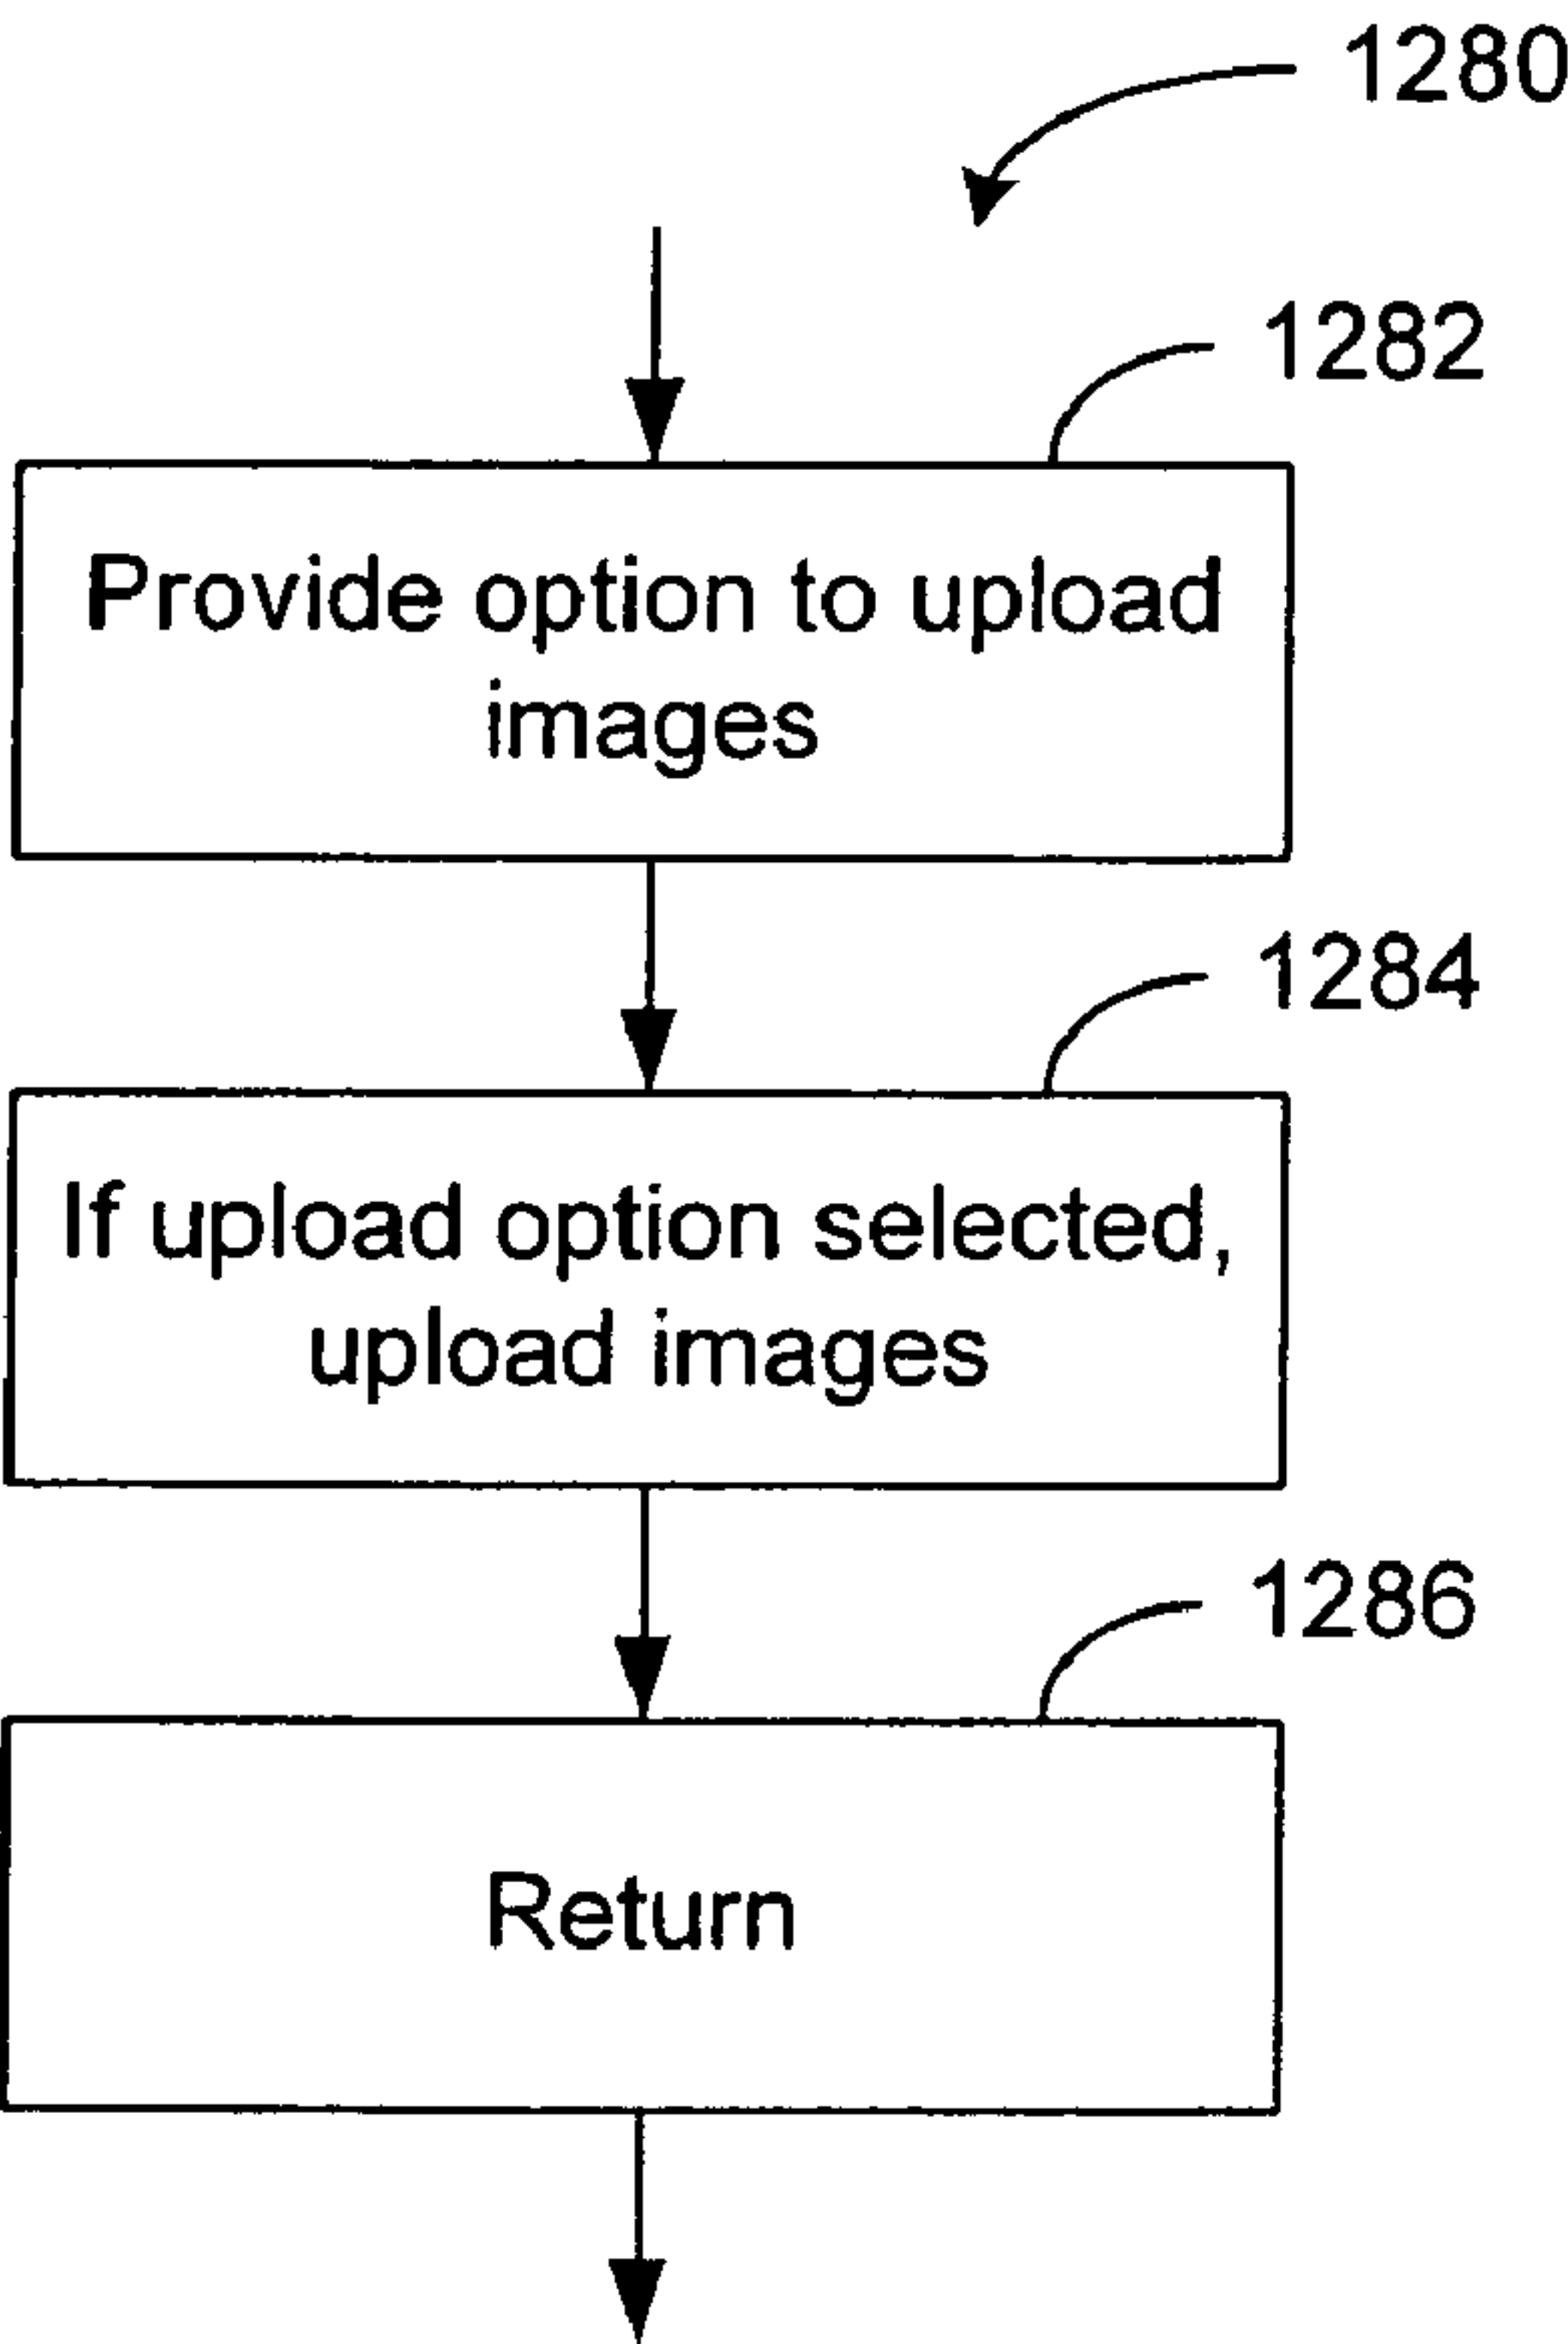 1280
1282
Provide option to upload
images
1284
If upload option selected,
upload images
1286
Return